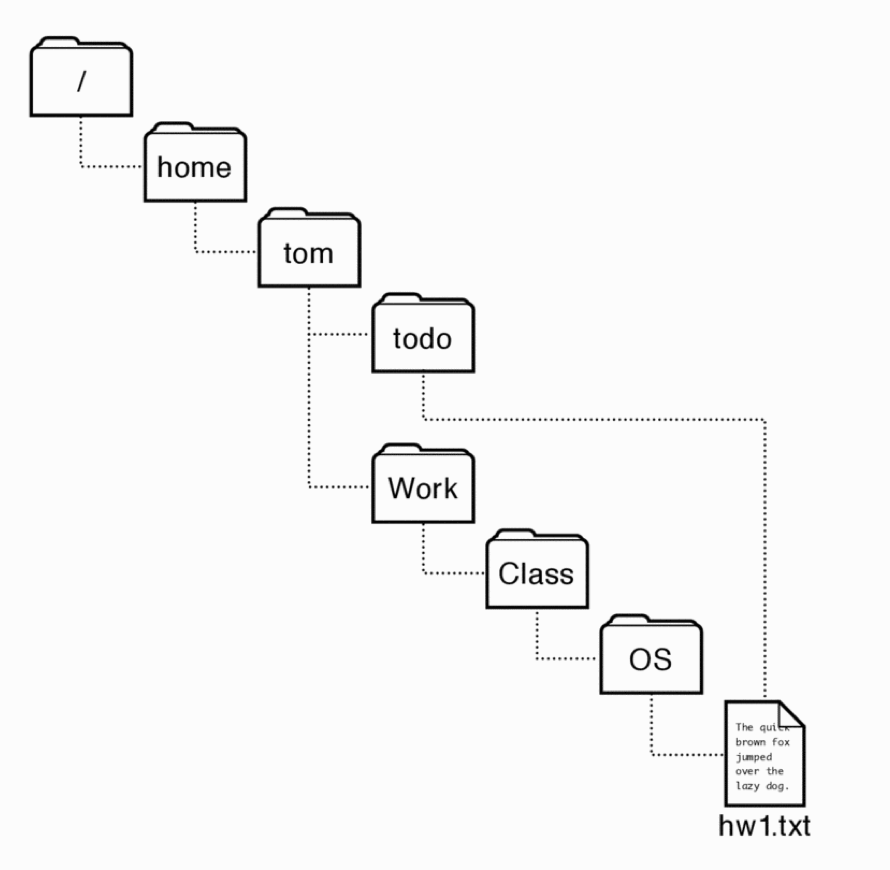 /
home
tom
todo
Work
Class
OS
The quick
brown fox
jumped
over the
lazy dog.
hw1.txt